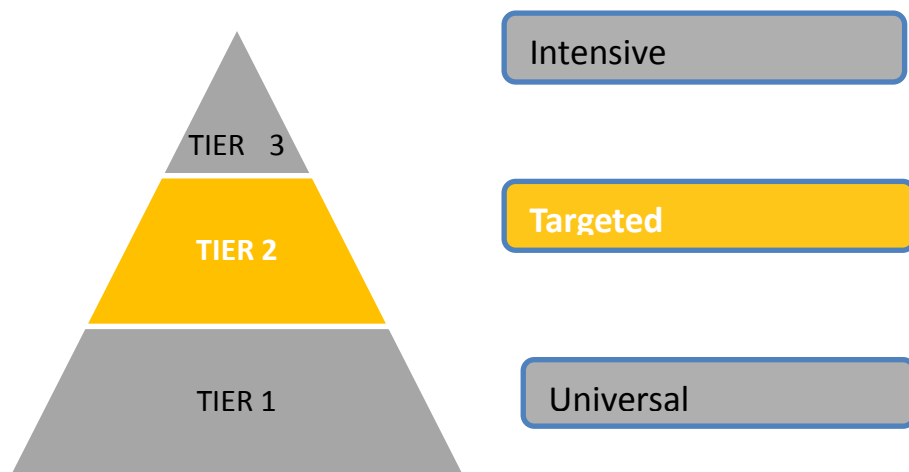 Intensive
TIER 3
Targeted
TIER 2
TIER 1
Universal